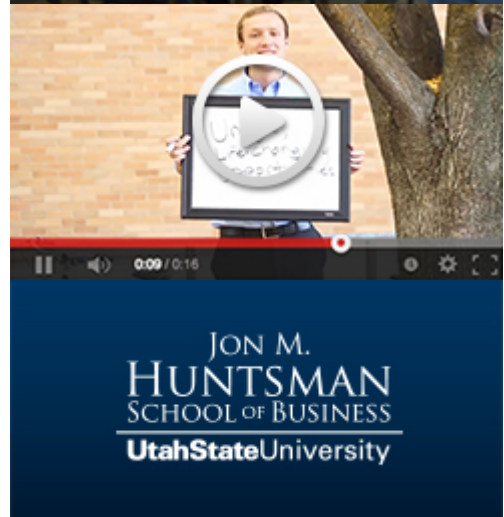 0:09 / 0:16
JON M.
HUNTSMAN
SCHOOL OF BUSINESS
UtahStateUniversity